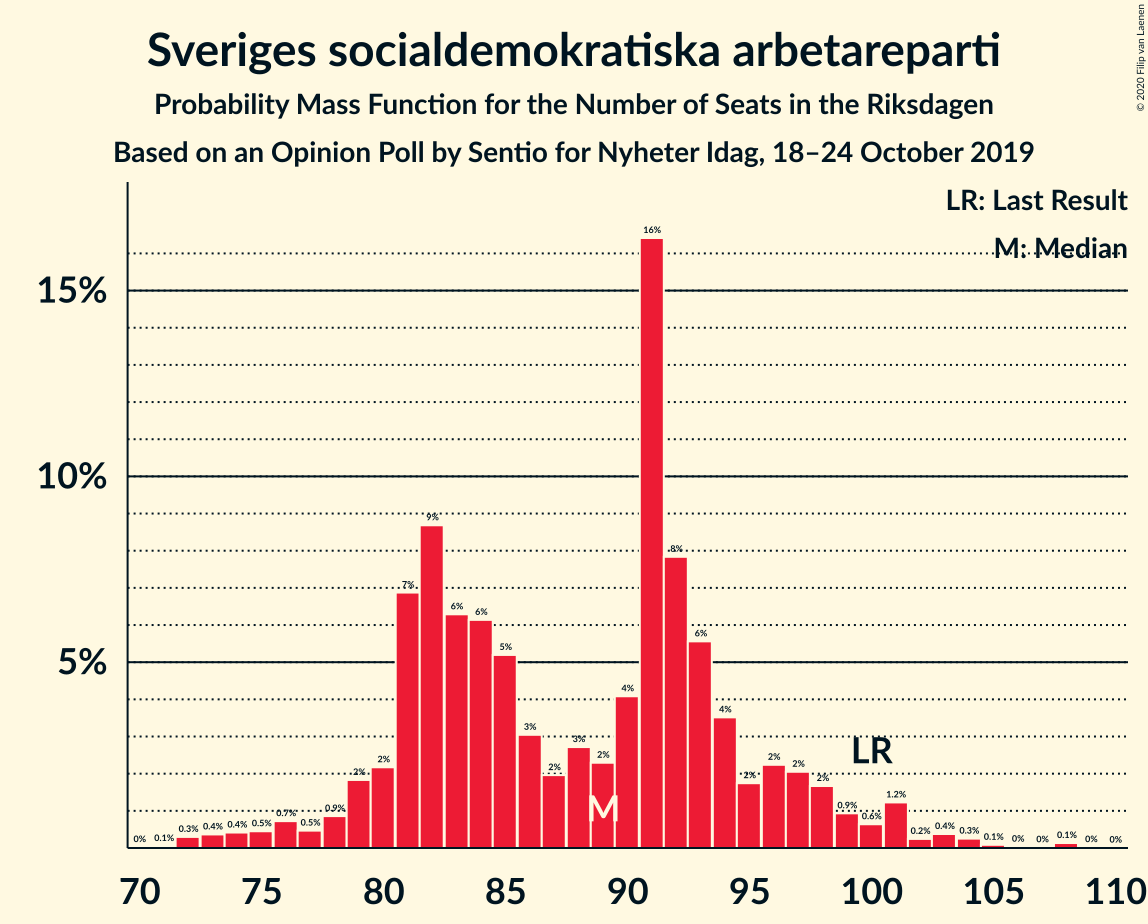 Sveriges socialdemokratiska arbetareparti
Probability Mass Function for the Number of Seats in the Riksdagen
Based on an Opinion Poll by Sentio for Nyheter Idag, 18–24 October 2019
© 2020 Filip van Laenen
LR: Last Result
M: Median
15%
10%
5%
0% 0.1% 0.3% 0.4% 0.4% 0.5% 0.7% 0.5% 0.9% 2% 2% 7% 9% 6% 6% 5% 3% 2% 3% 2% 4% 16% 8% 6% 4% 2% 2% 2% 2% 0.9% 0.6% 1.2% 0.2% 0.4% 0.3% 0.1% 0% 0% 0.1% 0% 0%
LR
M
70 75 80 85 90 95 100 105 110